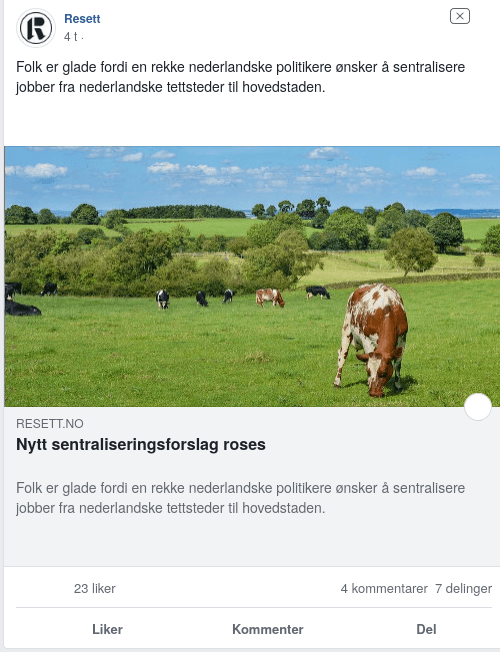 Resett
4 t ·
Folk er glade fordi en rekke nederlandske politikere ønsker å sentralisere
jobber fra nederlandske tettsteder til hovedstaden.
RESETT.NO
Nytt sentraliseringsforslag roses
Folk er glade fordi en rekke nederlandske politikere ønsker å sentralisere
jobber fra nederlandske tettsteder til hovedstaden.
23 liker
4 kommentarer 7 delinger
Liker Kommenter Del